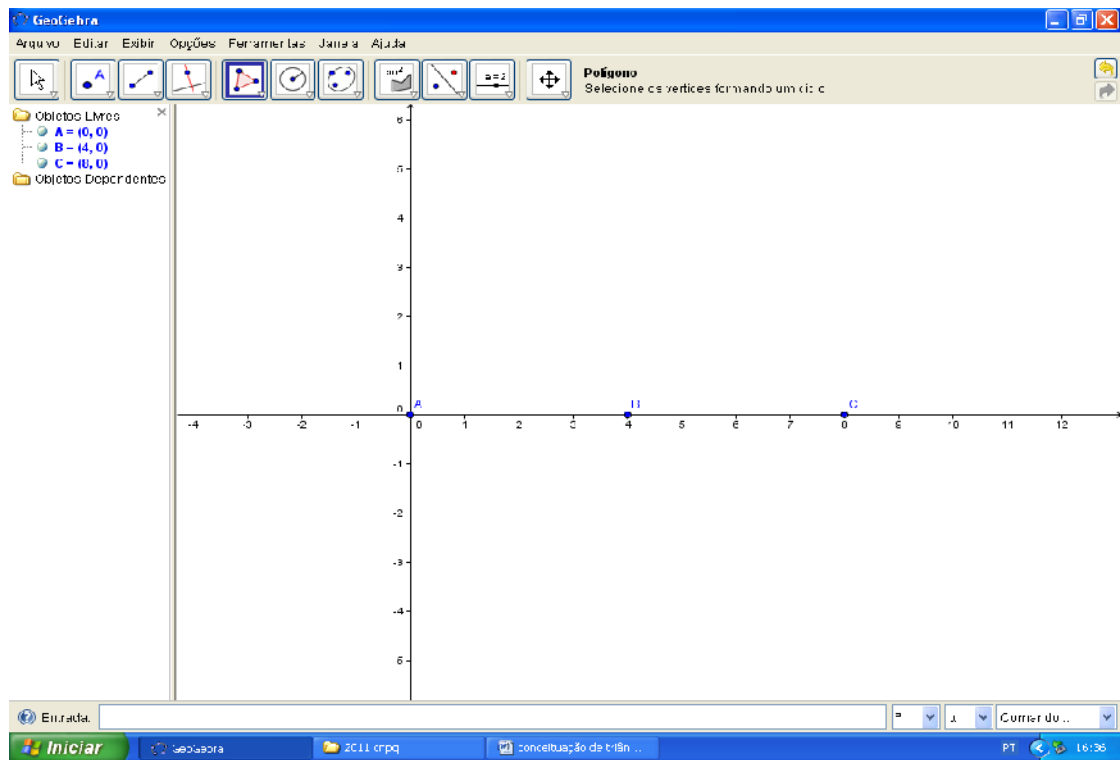 GeoGebra
Arquivo Editar Exibir Opções Ferramentas Janela Ajuda
Polígono
Selecione os vértices formando um ciclo
Objetos Livres
A = (0, 0)
B = (4, 0)
C = (8, 0)
Objetos Dependentes
6
5
4
3
2
1
0
A B C
-4 -3 -2 -1 0 1 2 3 4 5 6 7 8 9 10 11 12
-1
-2
-3
-4
-5
Entrada:
Comando ...
Iniciar GeoGebra 2011 cnpq conceituação de triân ... PT 16:36